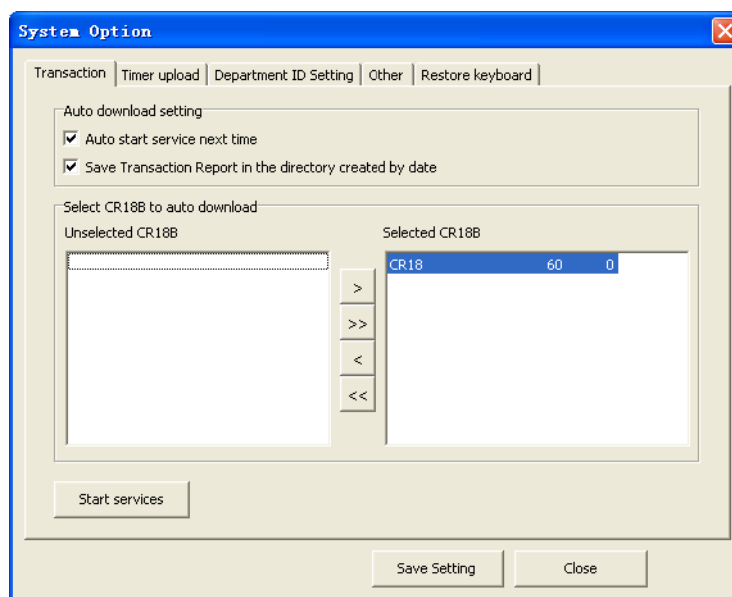 System Option
Transaction Timer upload Department ID Setting Other Restore keyboard
Auto download setting
Auto start service next time
Save Transaction Report in the directory created by date
Select CR18B to auto download
Unselected CR18B Selected CR18B
CR18 60 0
>
>>
<
<<
Start services
Save Setting Close